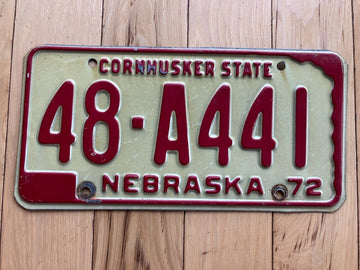 CORNHUSKER STATE
48-A441
NEBRASKA 72